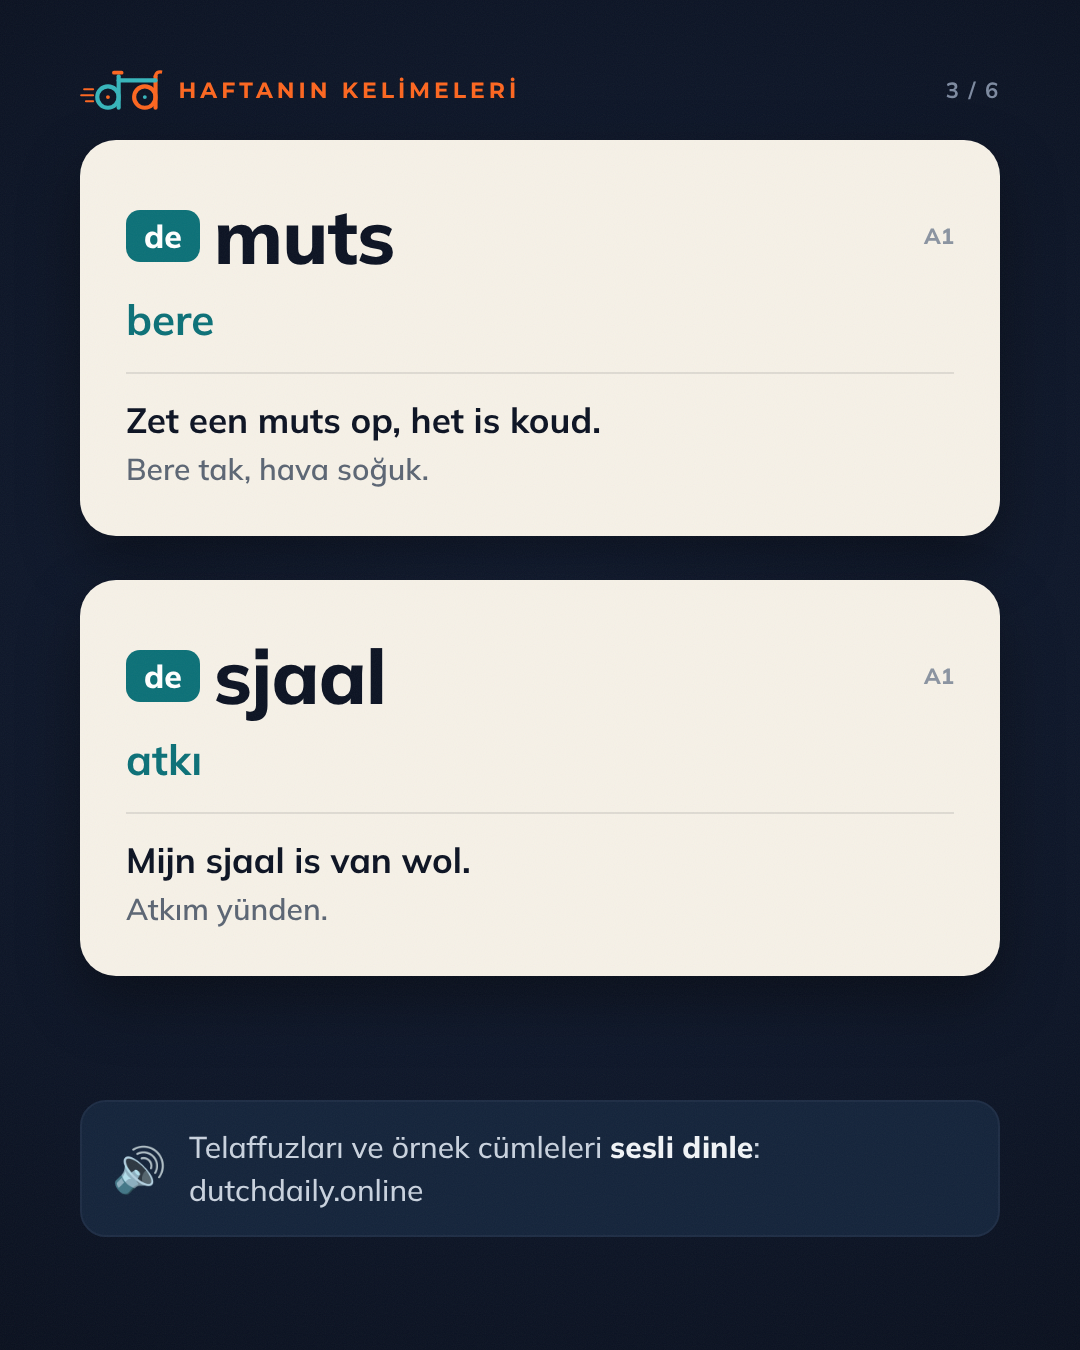 HAFTANIN KELİMELERİ
3 / 6
de muts
A1
bere
Zet een muts op, het is koud.
Bere tak, hava soğuk.
de sjaal
A1
atkı
Mijn sjaal is van wol.
Atkım yünden.
Telaffuzları ve örnek cümleleri sesli dinle:
dutchdaily.online